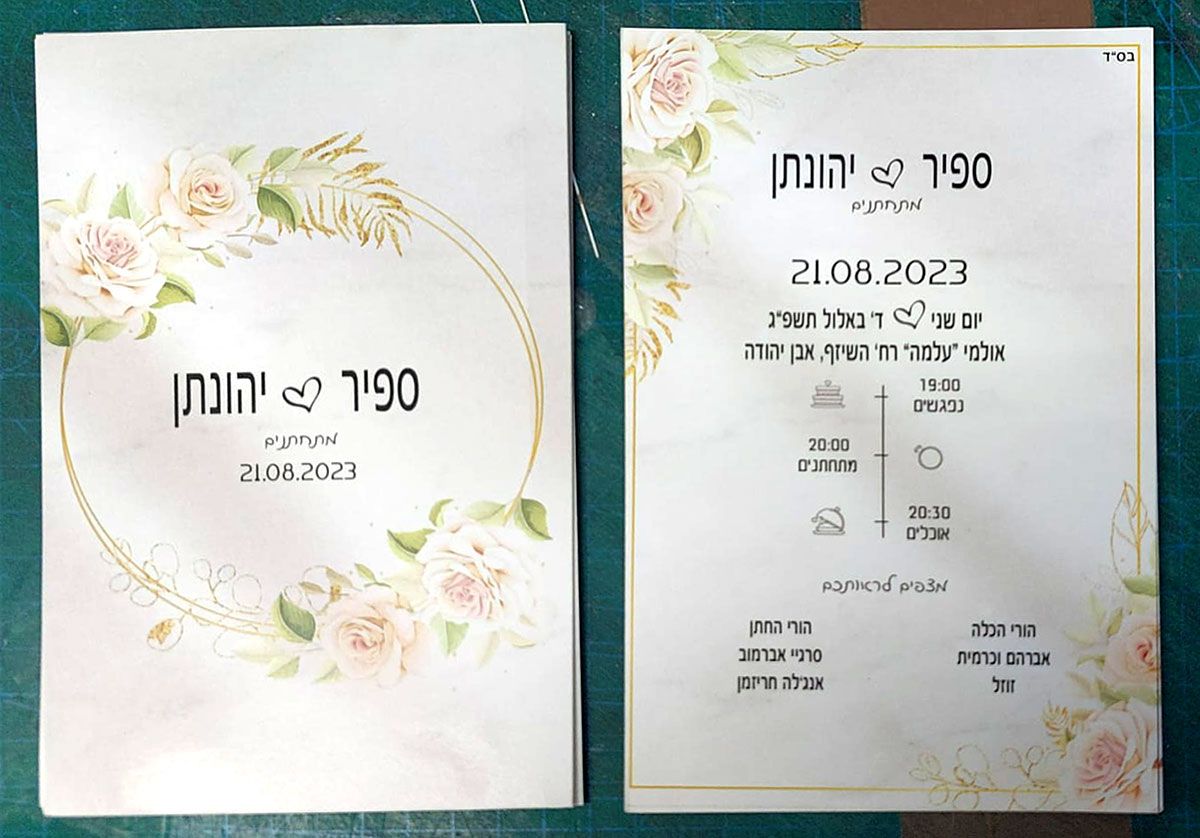 ספיר יהונתן
מתחתנים
21.08.2023
בס"ד
ספיר יהונתן
מתחתנים
21.08.2023
יום שני ד' באלול תשפ"ג
אולמי "עלמה" רח' השיזף, אבן יהודה
19:00
נפגשים
20:00
מתחתנים
20:30
אוכלים
מצפים לראותכם
הורי הכלה
אברהם וכרמית
זוזל
הורי החתן
סרגיי אברמוב
אנג'לה חריזמן